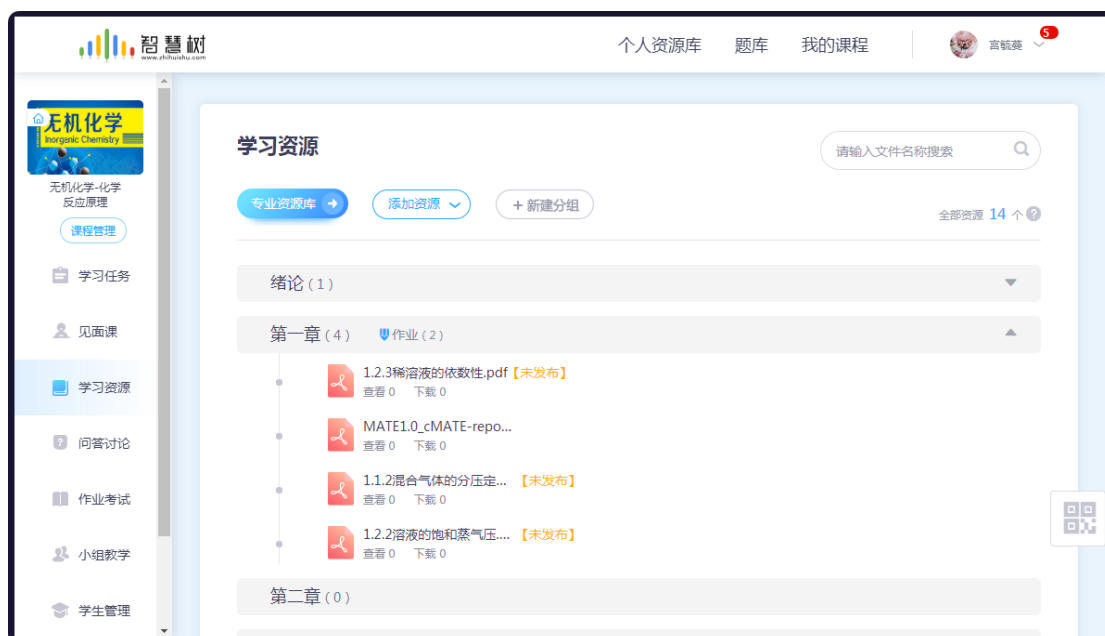 智慧树
www.zhihuishu.com
个人资源库 题库 我的课程 宫毓葵 5
无机化学
Inorganic Chemistry
无机化学-化学
反应原理
课程管理
学习任务
见面课
学习资源
问答讨论
作业考试
小组教学
学生管理
学习资源
请输入文件名称搜索
专业资源库 添加资源 + 新建分组
全部资源 14 个 ?
绪论 ( 1 )
第一章 ( 4 ) 作业 ( 2 )
1.2.3稀溶液的依数性.pdf【未发布】
查看 0 下载 0
MATE1.0_cMATE-repo...
查看 0 下载 0
1.1.2混合气体的分压定... 【未发布】
查看 0 下载 0
1.2.2溶液的饱和蒸气压.... 【未发布】
查看 0 下载 0
第二章 ( 0 )